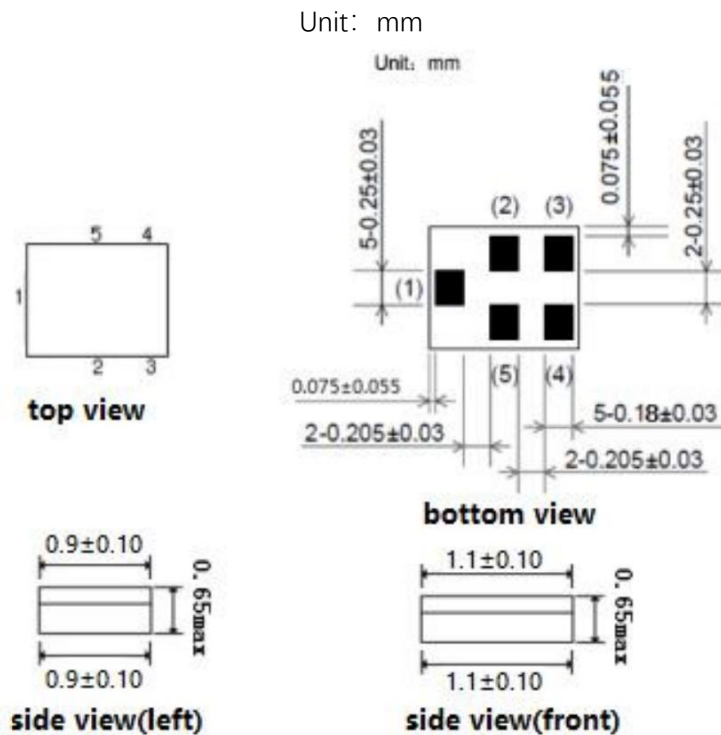 Unit: mm
Unit: mm
5-0.25±0.03
0.075±0.055
2-0.25±0.03
(2) (3)
(1)
(5) (4)
0.075±0.055
2-0.205±0.03
5-0.18±0.03
2-0.205±0.03
bottom view
5 4
1
2 3
top view
0.9±0.10
0.65max
0.9±0.10
side view(left)
1.1±0.10
0.65max
1.1±0.10
side view(front)